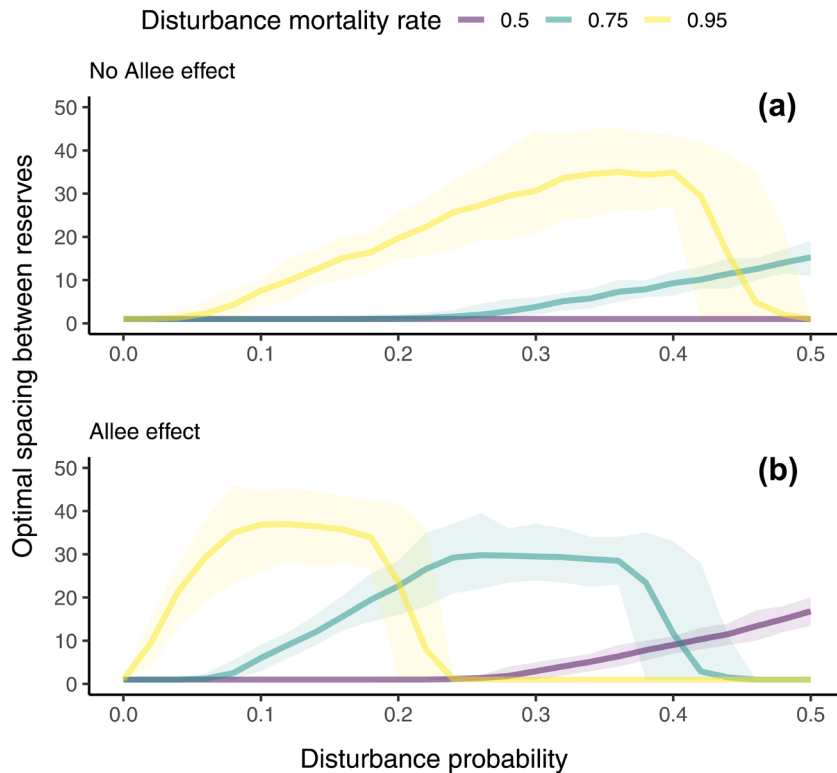 Disturbance mortality rate 0.5 0.75 0.95
No Allee effect
(a)
50
40
30
20
10
0
0.0 0.1 0.2 0.3 0.4 0.5
Optimal spacing between reserves
Allee effect
(b)
50
40
30
20
10
0
0.0 0.1 0.2 0.3 0.4 0.5
Disturbance probability